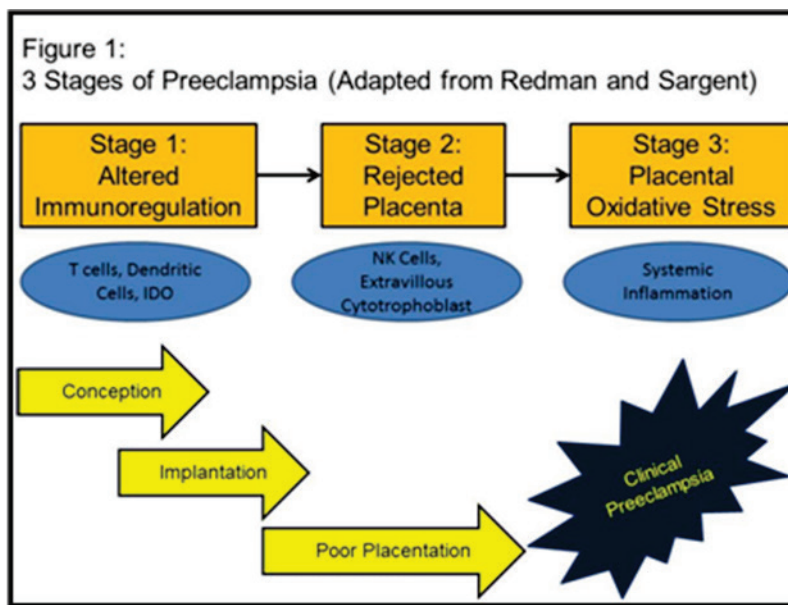 Figure 1:
3 Stages of Preeclampsia (Adapted from Redman and Sargent)
Stage 1:
Altered
Immunoregulation
Stage 2:
Rejected
Placenta
Stage 3:
Placental
Oxidative Stress
T cells, Dendritic
Cells, IDO
NK Cells,
Extravillous
Cytotrophoblast
Systemic
Inflammation
Conception
Implantation
Poor Placentation
Clinical
Preeclampsia